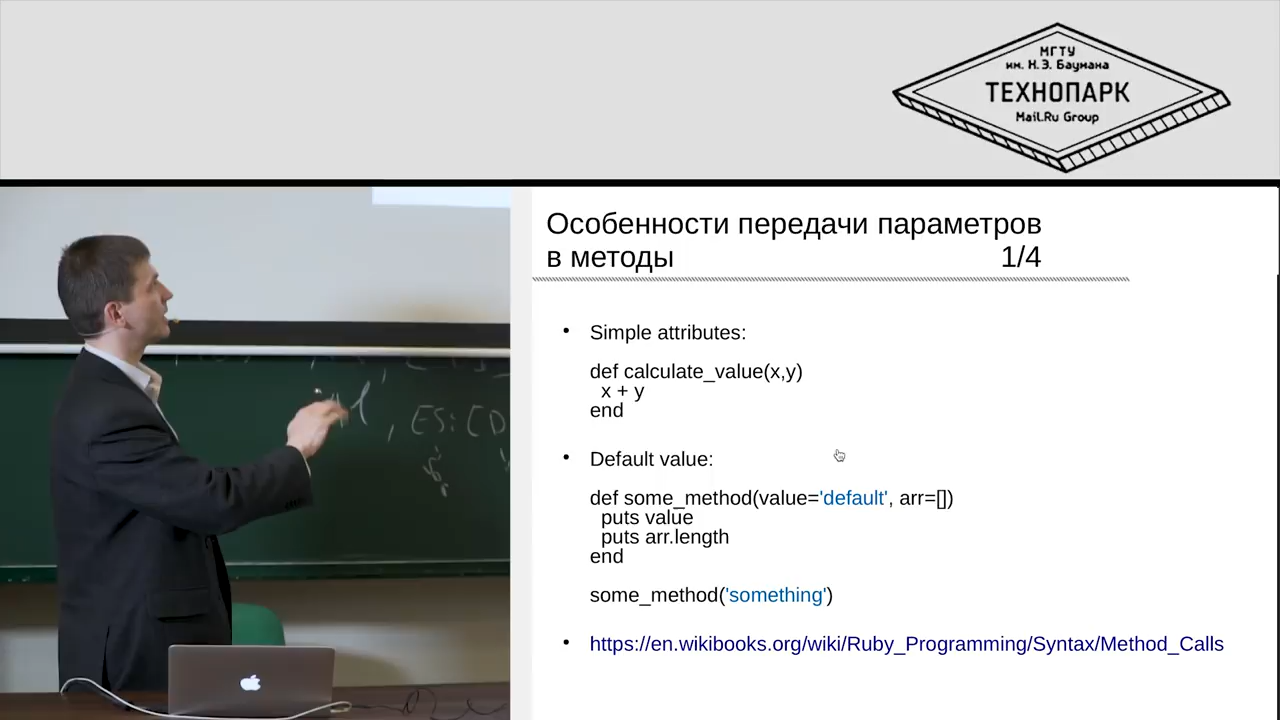 МГТУ
им. Н.Э. Баумана
ТЕХНОПАРК
Mail.Ru Group
Особенности передачи параметров
в методы 1/4
• Simple attributes:
def calculate_value(x,y)
x + y
end
• Default value:
def some_method(value='default', arr=[])
puts value
puts arr.length
end
some_method('something')
• https://en.wikibooks.org/wiki/Ruby_Programming/Syntax/Method_Calls
, ES: [D